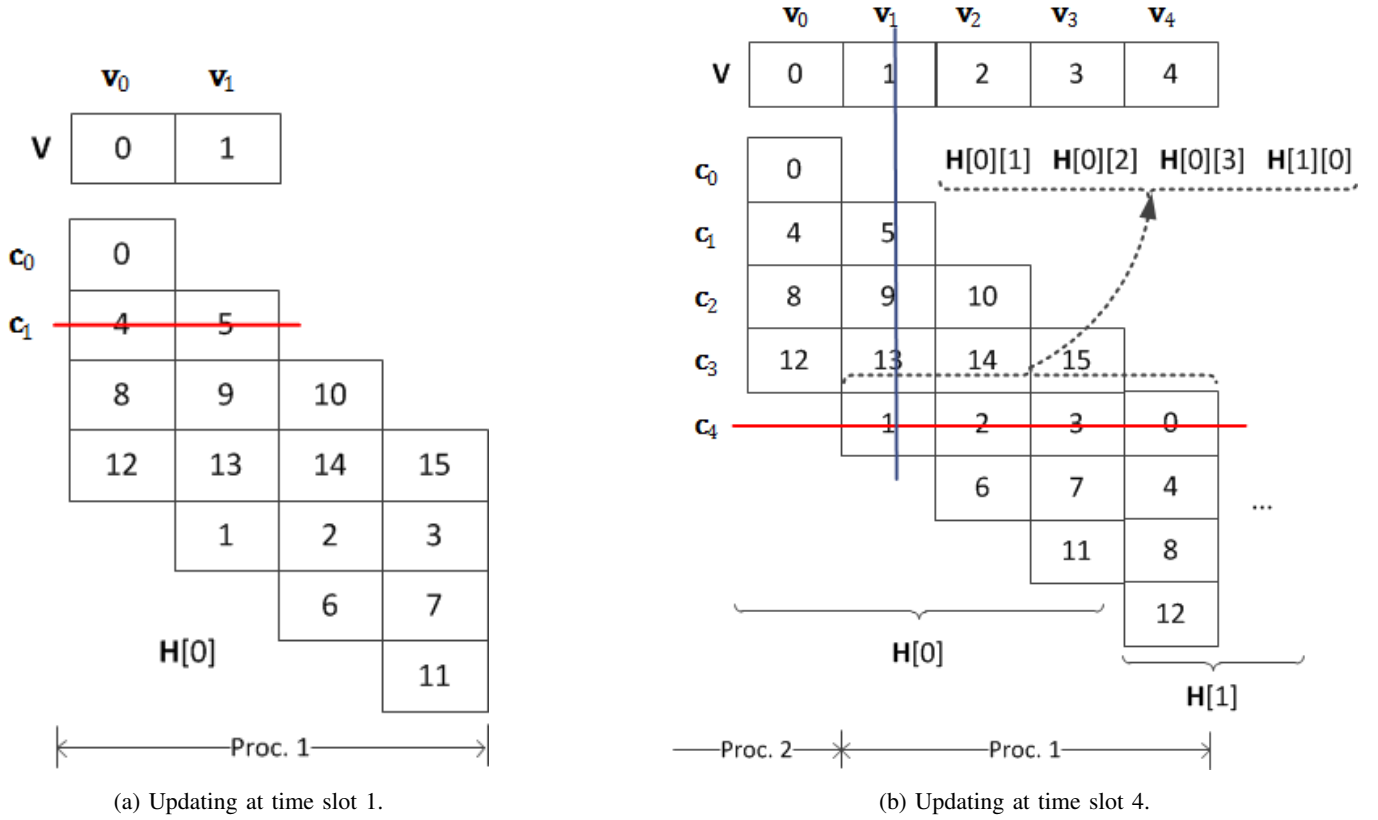 v0 v1
V 0 1
c0 0
c1 4 5
8 9 10
12 13 14 15
1 2 3
6 7
H[0]
11
Proc. 1
(a) Updating at time slot 1.
v0 v1 v2 v3 v4
V 0 1 2 3 4
H[0][1] H[0][2] H[0][3] H[1][0]
c0 0
c1 4 5
c2 8 9 10
c3 12 13 14 15
c4 1 2 3 0
6 7 4 ...
11 8
12
H[0]
H[1]
Proc. 2 Proc. 1
(b) Updating at time slot 4.